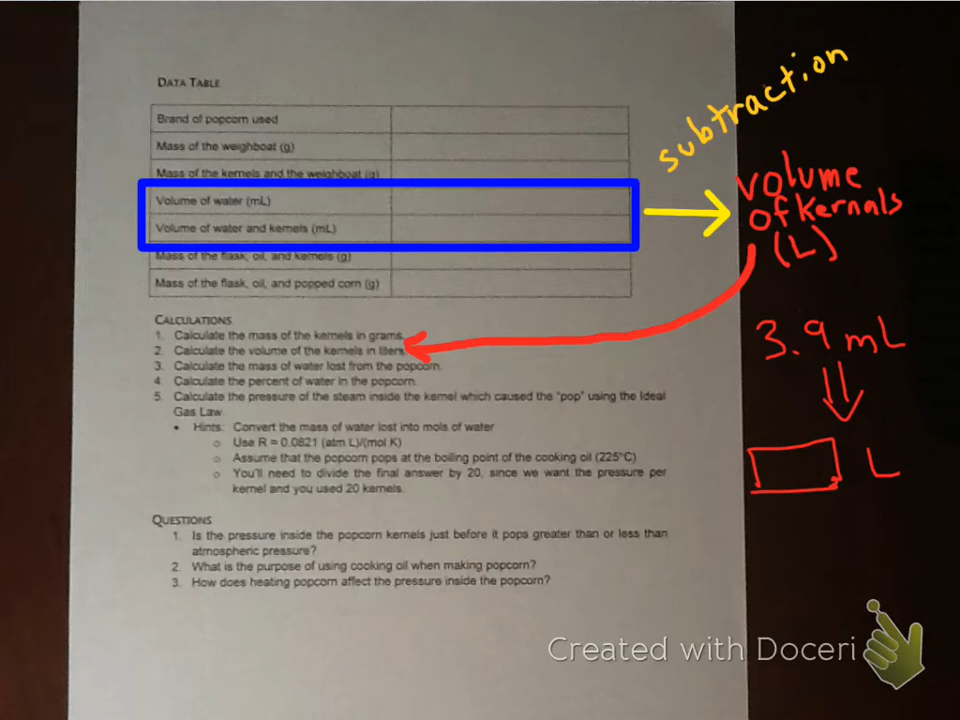 DATA TABLE
Brand of popcorn used
Mass of the weighboat (g)
Mass of the kernels and the weighboat (g)
Volume of water (mL)
Volume of water and kernels (mL)
Mass of the flask, oil, and kernels (g)
Mass of the flask, oil, and popped corn (g)
subtraction
volume
of kernals
(L)
3.9 mL
L
CALCULATIONS
1. Calculate the mass of the kernels in grams.
2. Calculate the volume of the kernels in liters
3. Calculate the mass of water lost from the popcorn.
4. Calculate the percent of water in the popcorn.
5. Calculate the pressure of the steam inside the kernel which caused the "pop" using the Ideal
Gas Law
• Hints: Convert the mass of water lost into mols of water
o Use R = 0.0821 (atm L)/(mol K)
o Assume that the popcorn pops at the boiling point of the cooking oil (225°C)
o You'll need to divide the final answer by 20, since we want the pressure per
kernel and you used 20 kernels.
QUESTIONS
1. Is the pressure inside the popcorn kernels just before it pops greater than or less than
atmospheric pressure?
2. What is the purpose of using cooking oil when making popcorn?
3. How does heating popcorn affect the pressure inside the popcorn?
Created with Doceri